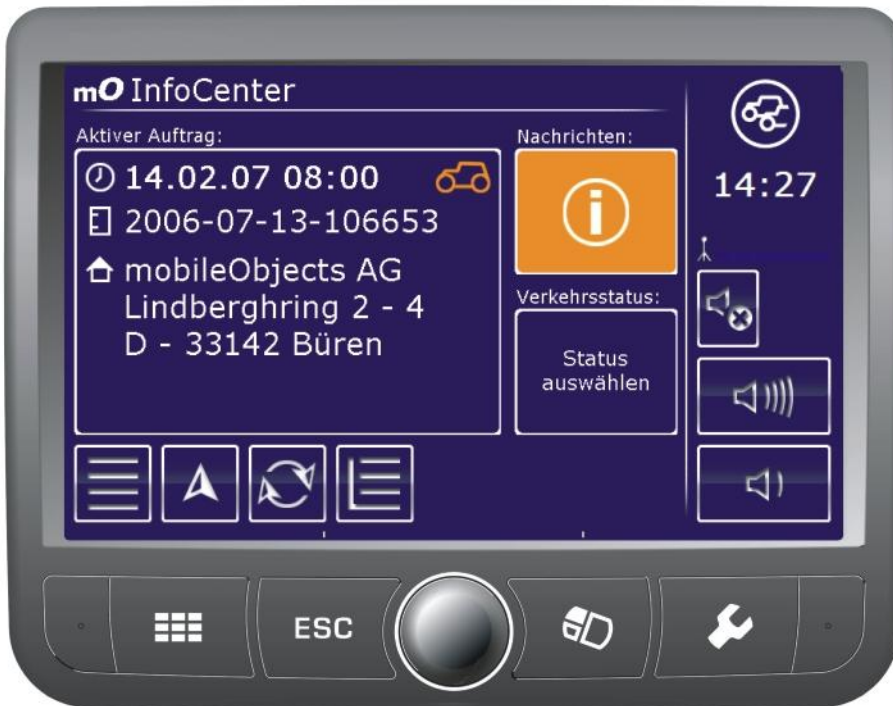 mO InfoCenter
Aktiver Auftrag:
14.02.07 08:00
2006-07-13-106653
mobileObjects AG
Lindberghring 2 - 4
D - 33142 Büren
Nachrichten:
i
Verkehrsstatus:
Status
auswählen
14:27
ESC